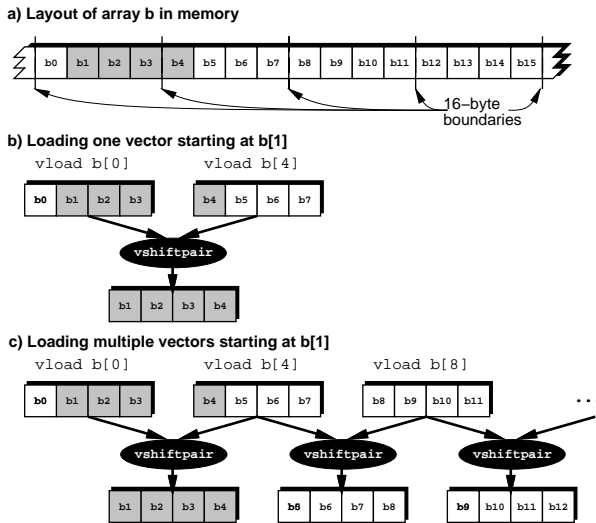 a) Layout of array b in memory
b0 b1 b2 b3 b4 b5 b6 b7 b8 b9 b10 b11 b12 b13 b14 b15
16-byte
boundaries
b) Loading one vector starting at b[1]
vload b[0] vload b[4]
b0 b1 b2 b3 b4 b5 b6 b7
vshiftpair
b1 b2 b3 b4
c) Loading multiple vectors starting at b[1]
vload b[0] vload b[4] vload b[8]
b0 b1 b2 b3 b4 b5 b6 b7 b8 b9 b10 b11 ..
vshiftpair vshiftpair vshiftpair
b1 b2 b3 b4 b5 b6 b7 b8 b9 b10 b11 b12